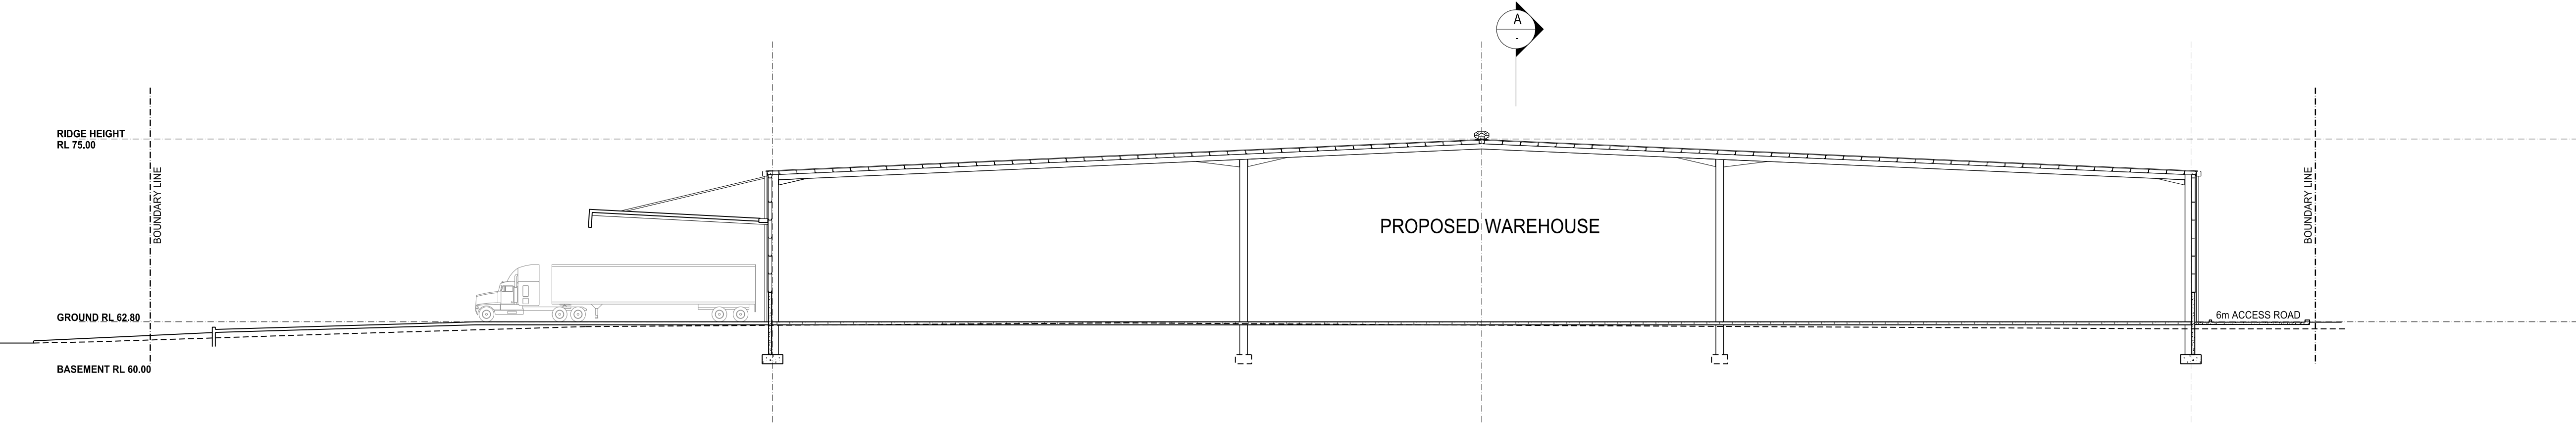 A
-
RIDGE HEIGHT
RL 75.00
BOUNDARY LINE
BOUNDARY LINE
PROPOSED WAREHOUSE
GROUND RL 62.80
6m ACCESS ROAD
BASEMENT RL 60.00